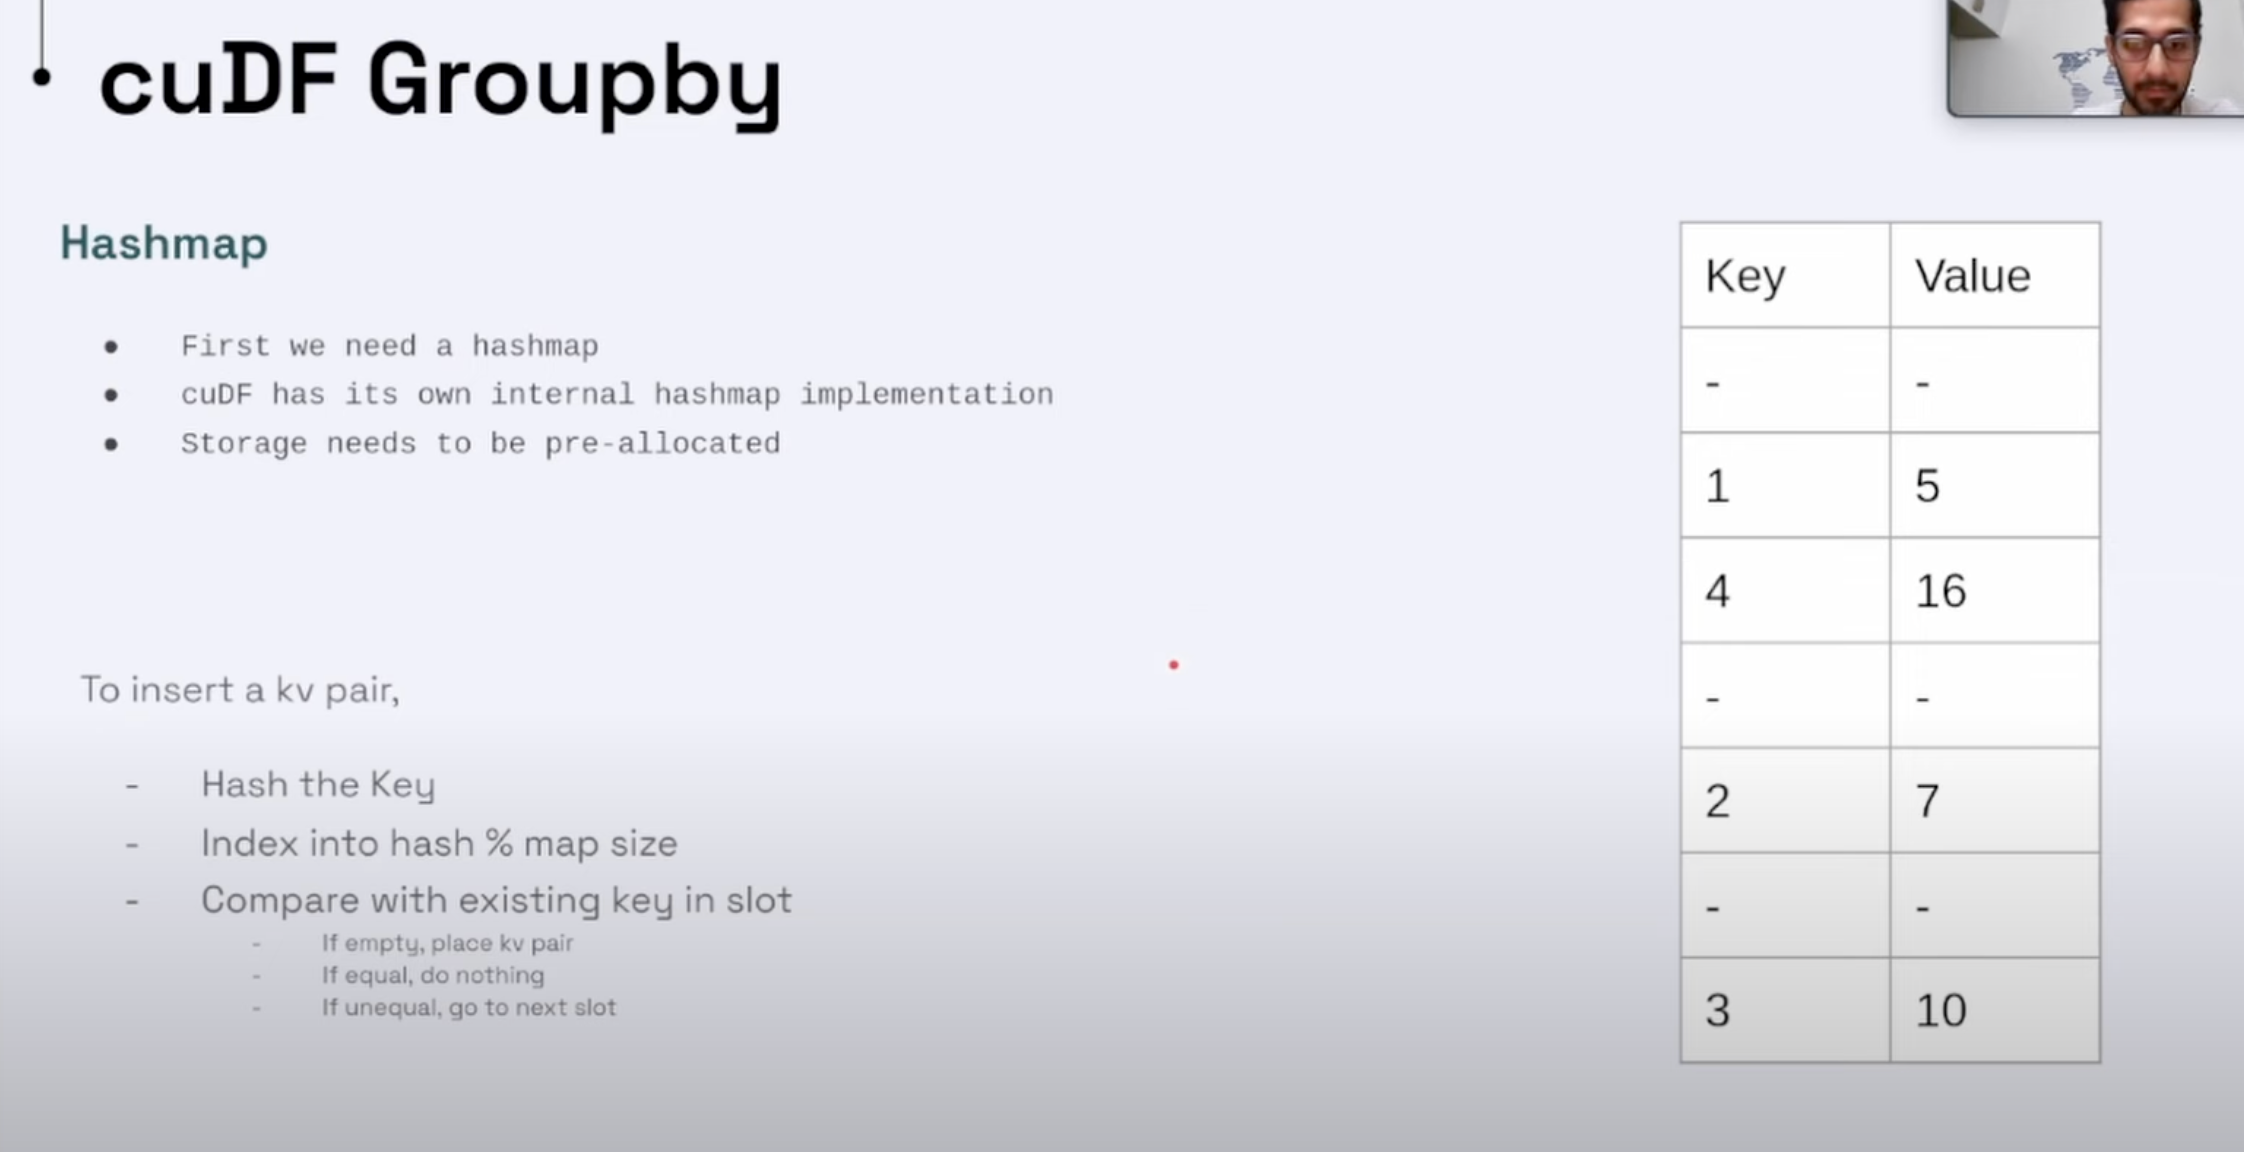 cuDF Groupby
Hashmap
● First we need a hashmap
● cuDF has its own internal hashmap implementation
● Storage needs to be pre-allocated
To insert a kv pair,
- Hash the Key
- Index into hash % map size
- Compare with existing key in slot
- If empty, place kv pair
- If equal, do nothing
- If unequal, go to next slot
Key Value
- -
1 5
4 16
- -
2 7
- -
3 10